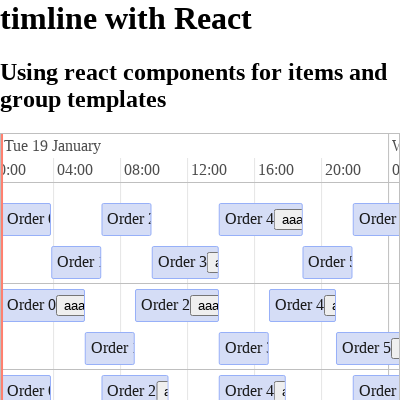 timline with React
Using react components for items and
group templates
Tue 19 January
0:00 04:00 08:00 12:00 16:00 20:00
Order Order Order 4 aaa Order
Order Order 3 Order
Order 0 aaa Order 2 aaa Order 4
Order Order Order 5
Order Order 2 Order 4 Order